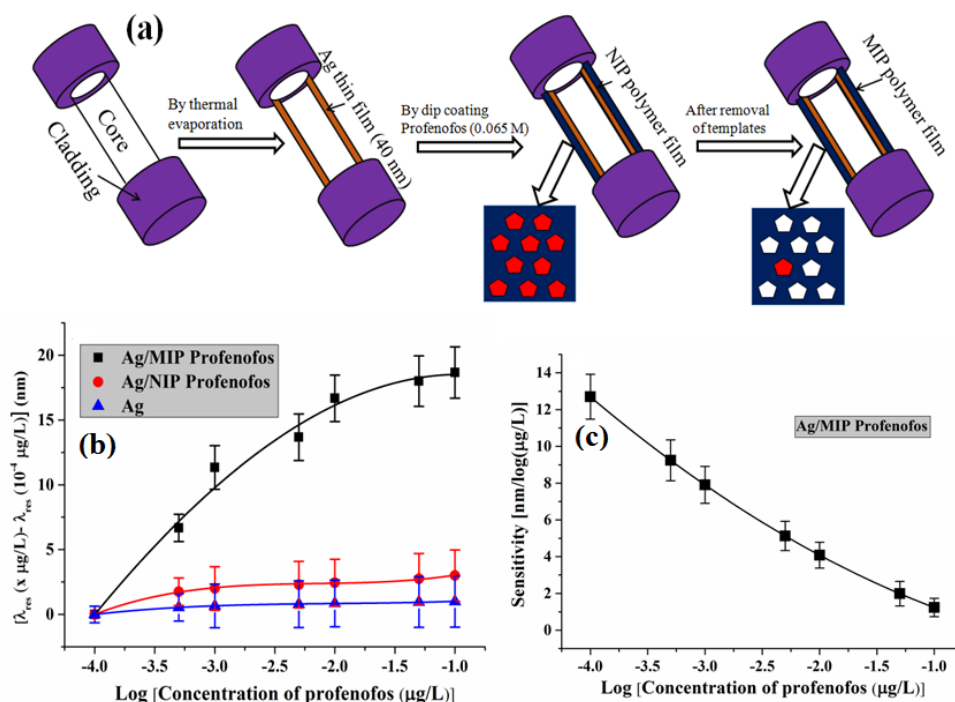 (a)
Core
Cladding
By thermal
evaporation
Ag thin film (40 nm)
By dip coating
Profenofos (0.065 M)
NIP polymer film
After removal
of templates
MIP polymer film
(b)
[λres (x μg/L)- λres (10⁻⁴ μg/L)] (nm)
20
15
10
5
0
Ag/MIP Profenofos
Ag/NIP Profenofos
Ag
-4.0 -3.5 -3.0 -2.5 -2.0 -1.5 -1.0
Log [Concentration of profenofos (μg/L)]
(c)
Sensitivity [nm/log(μg/L)]
14
12
10
8
6
4
2
0
Ag/MIP Profenofos
-4.0 -3.5 -3.0 -2.5 -2.0 -1.5 -1.0
Log [Concentration of profenofos (μg/L)]